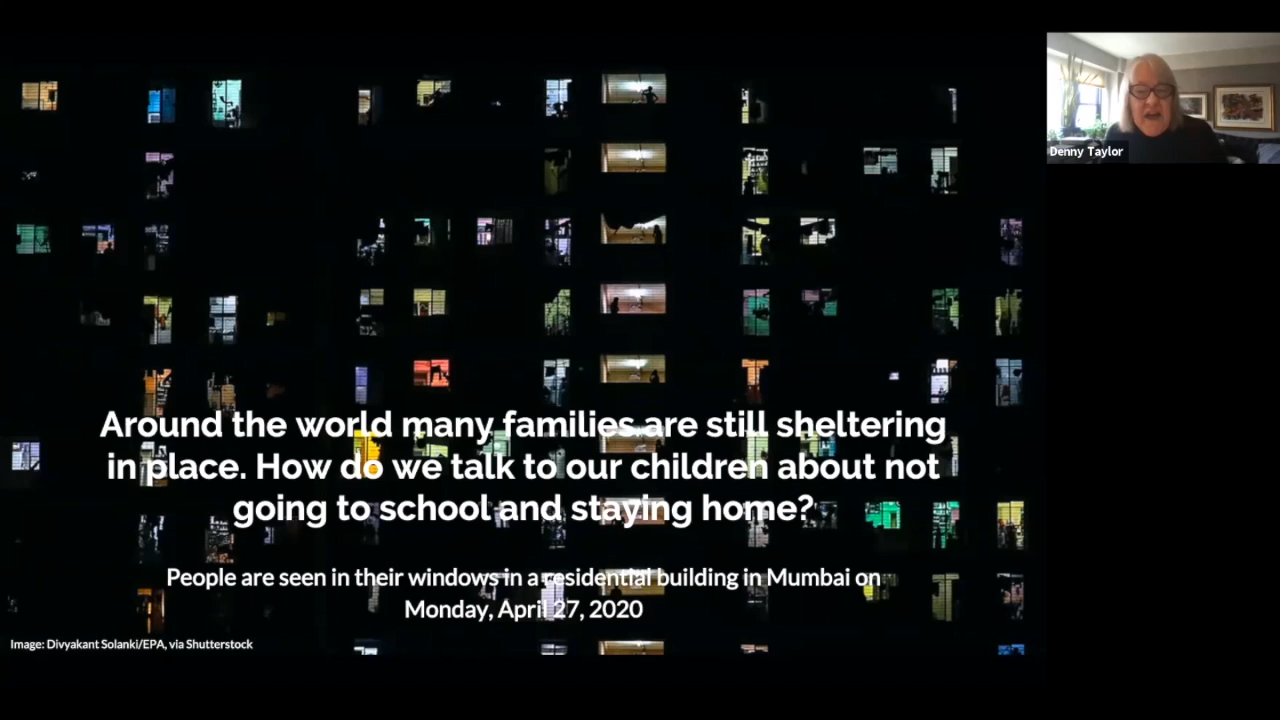 Denny Taylor
Around the world many families are still sheltering
in place. How do we talk to our children about not
going to school and staying home?
People are seen in their windows in a residential building in Mumbai on
Monday, April 27, 2020
Image: Divyakant Solanki/EPA, via Shutterstock